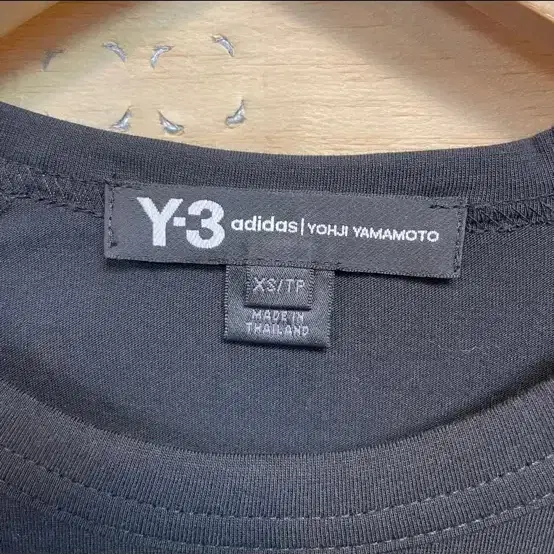 Y-3 adidas | YOHJI YAMAMOTO
XS/TP
MADE IN
THAILAND